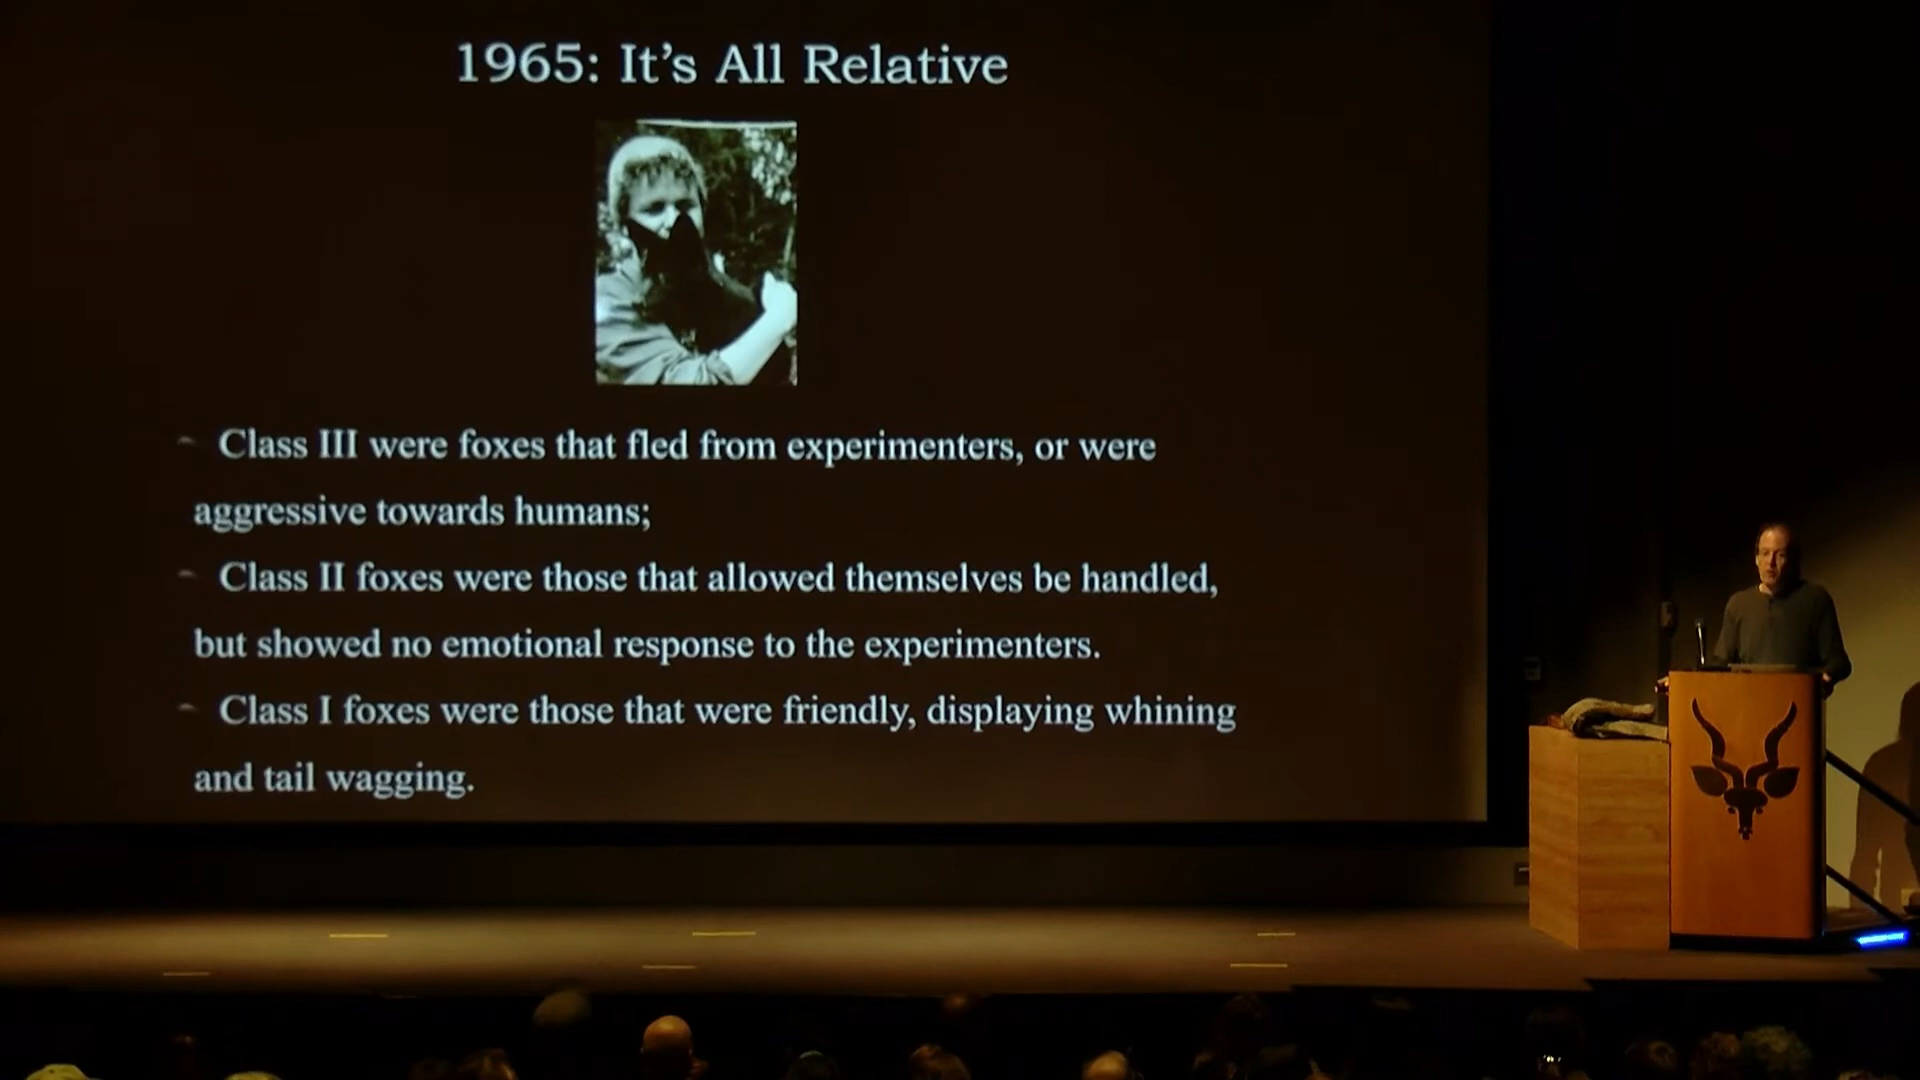 1965: It's All Relative
Class III were foxes that fled from experimenters, or were
aggressive towards humans;
Class II foxes were those that allowed themselves be handled,
but showed no emotional response to the experimenters.
Class I foxes were those that were friendly, displaying whining
and tail wagging.